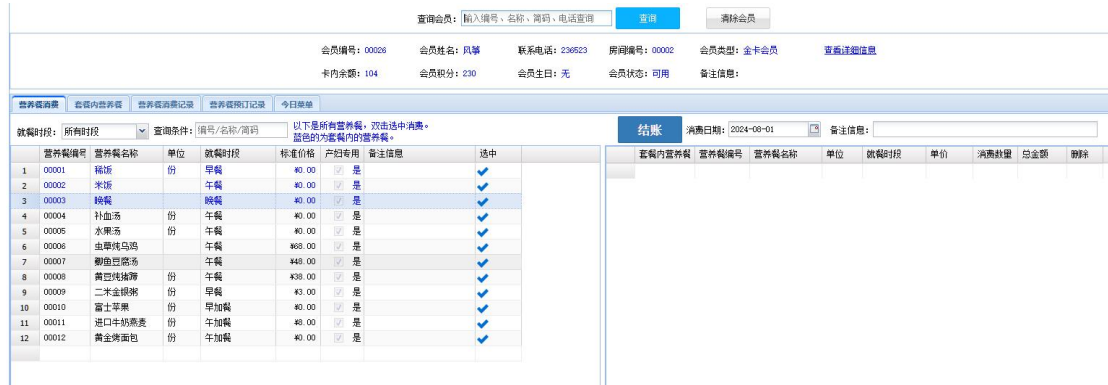 查询会员： 输入编号、名称、简码、电话查询 查询 清除会员
会员编号：00026 会员姓名：风筝 联系电话：236523 房间编号：00002 会员类型：金卡会员 查看详细信息
卡内余额：104 会员积分：230 会员生日：无 会员状态：可用 备注信息：
营养餐消费 套餐内营养餐 营养餐消费记录 营养餐预订记录 今日菜单
就餐时段： 所有时段 查询条件： 编号/名称/简码 以下是所有营养餐，双击选中消费。
蓝色的为套餐内的营养餐。
结账 消费日期： 2024-08-01 备注信息：
营养餐编号 营养餐名称 单位 就餐时段 标准价格 产妇专用 备注信息 选中
1 00001 稀饭 份 早餐 ¥0.00 是
2 00002 米饭 午餐 ¥0.00 是
3 00003 晚餐 晚餐 ¥0.00 是
4 00004 补血汤 份 午餐 ¥0.00 是
5 00005 水果汤 份 午餐 ¥0.00 是
6 00006 虫草炖乌鸡 午餐 ¥68.00 是
7 00007 鲫鱼豆腐汤 午餐 ¥48.00 是
8 00008 黄豆炖猪蹄 份 午餐 ¥38.00 是
9 00009 二米金银粥 份 早餐 ¥3.00 是
10 00010 富士苹果 份 早加餐 ¥0.00 是
11 00011 进口牛奶燕麦 份 午加餐 ¥8.00 是
12 00012 黄金烤面包 份 午加餐 ¥0.00 是
套餐内营养餐 营养餐编号 营养餐名称 单位 就餐时段 单价 消费数量 总金额 删除